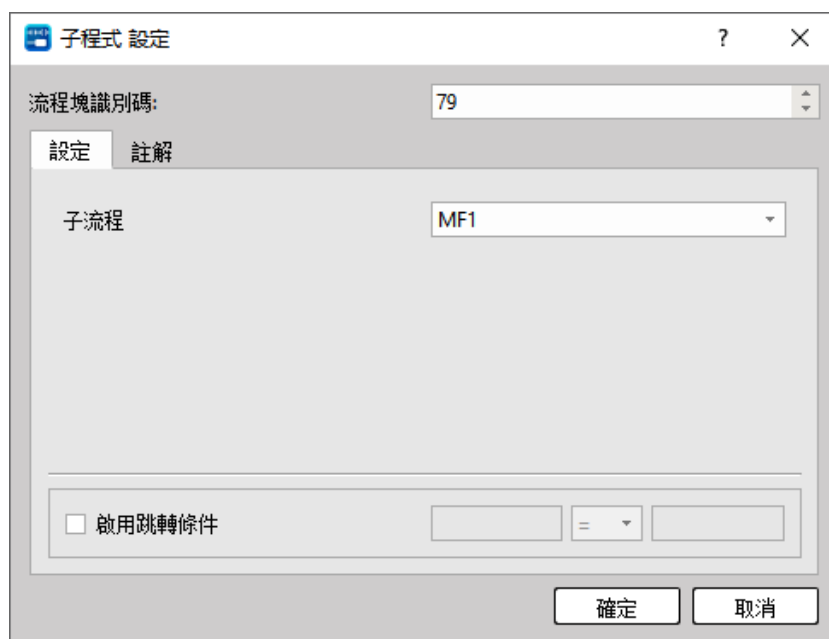 子程式 設定 ?
流程塊識別碼: 79
設定 註解
子流程 MF1
啟用跳轉條件 =
確定 取消